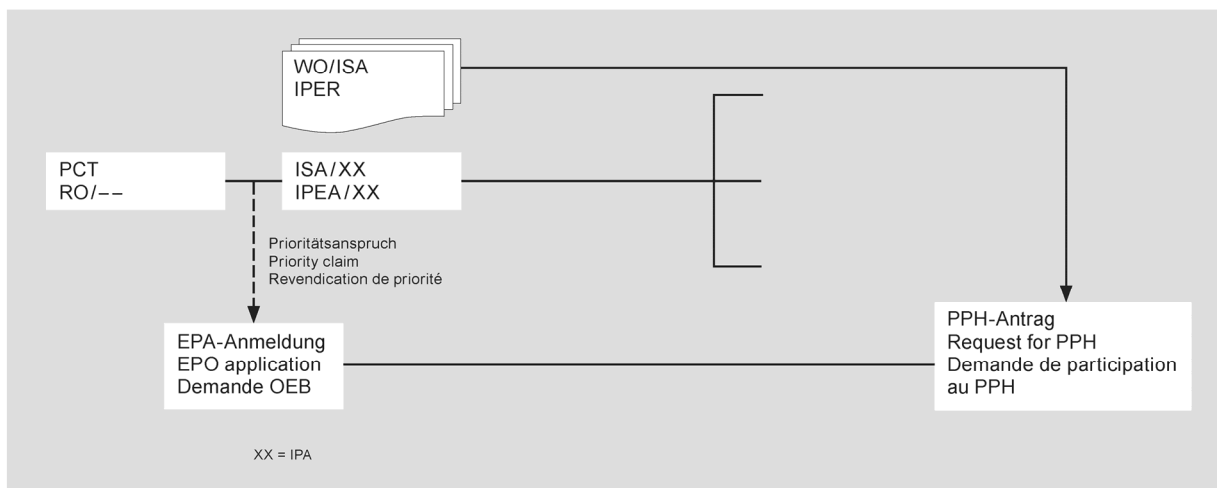 WO/ISA
IPER
PCT
RO/––
ISA/XX
IPEA/XX
Prioritätsanspruch
Priority claim
Revendication de priorité
EPA-Anmeldung
EPO application
Demande OEB
PPH-Antrag
Request for PPH
Demande de participation
au PPH
XX = IPA